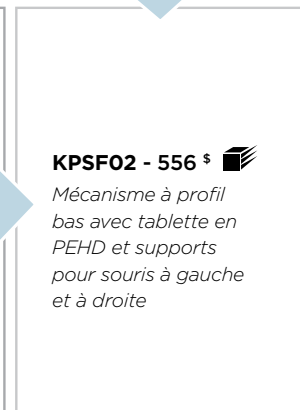 KPSF02 - 556 $
Mécanisme à profil
bas avec tablette en
PEHD et supports
pour souris à gauche
et à droite